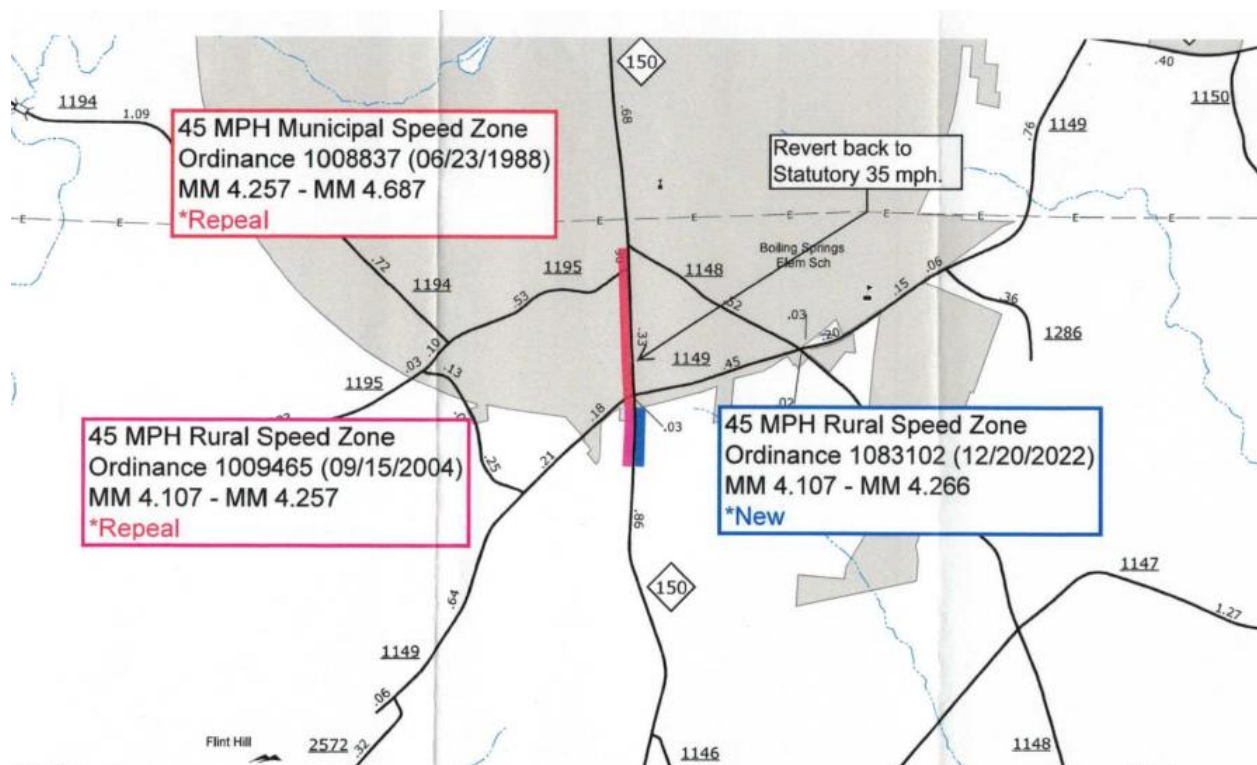 150
.68
.40
1150
1194
1.09
1149
.76
45 MPH Municipal Speed Zone
Ordinance 1008837 (06/23/1988)
MM 4.257 - MM 4.687
*Repeal
Revert back to
Statutory 35 mph.
E
E
E
E
E
E
Boiling Springs
Elem Sch
.72
1194
1195
.53
1148
.52
.06
.15
.36
1286
.03
.20
.33
1149
.45
.10
.03
.13
1195
.18
.02
.03
45 MPH Rural Speed Zone
Ordinance 1009465 (09/15/2004)
MM 4.107 - MM 4.257
*Repeal
45 MPH Rural Speed Zone
Ordinance 1083102 (12/20/2022)
MM 4.107 - MM 4.266
*New
.25
.21
.86
150
1147
1.27
.64
1149
.06
Flint Hill
2572
.32
1146
1148